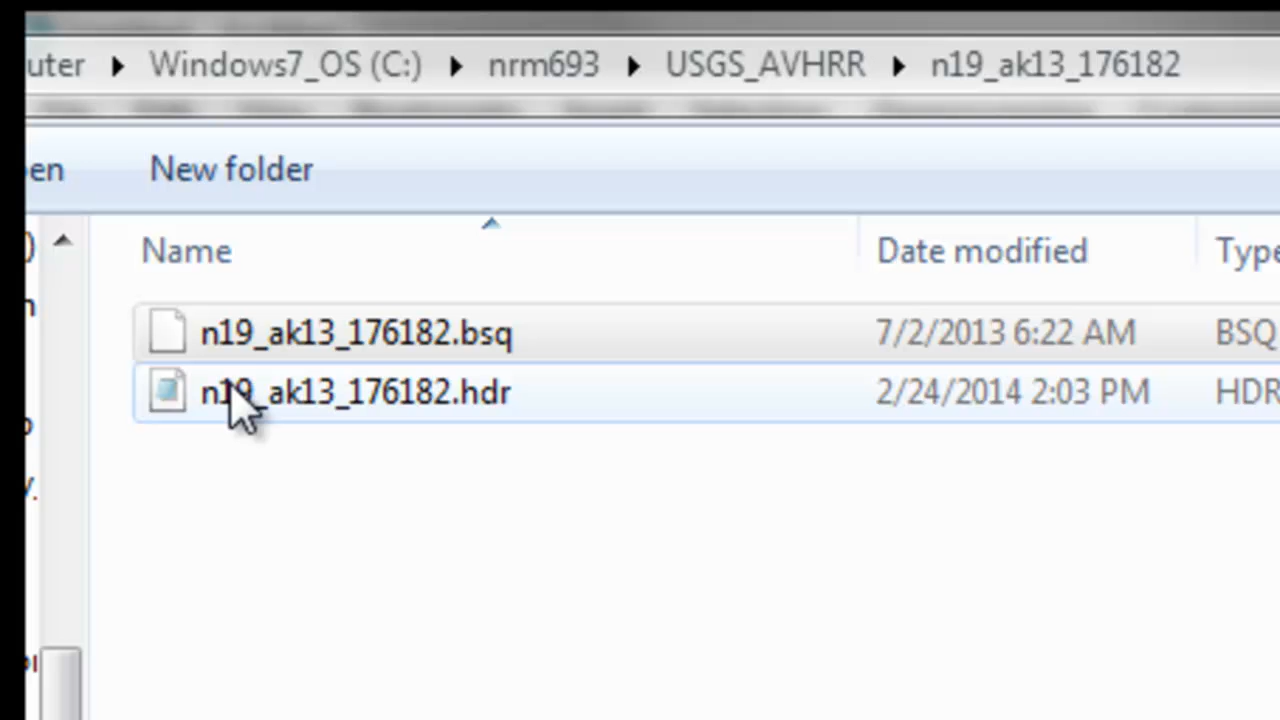 uter ▸ Windows7_OS (C:) ▸ nrm693 ▸ USGS_AVHRR ▸ n19_ak13_176182
en New folder
Name Date modified Type
n19_ak13_176182.bsq 7/2/2013 6:22 AM BSQ
n19_ak13_176182.hdr 2/24/2014 2:03 PM HDR